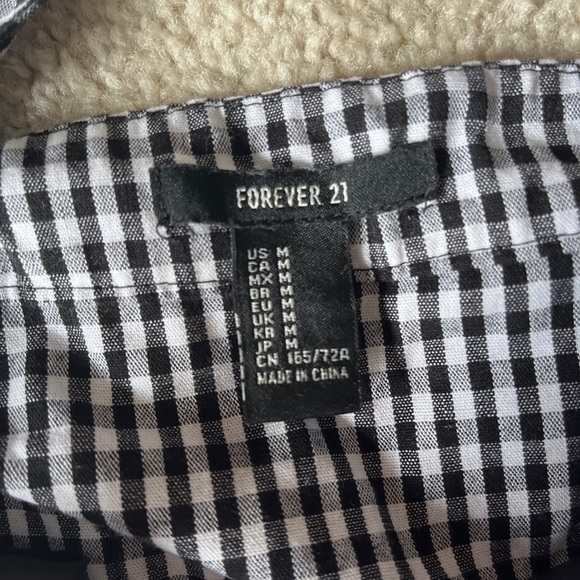 FOREVER 21
US M
CA M
MX M
BR M
EU M
UK M
KR M
JP M
CN 165/72A
MADE IN CHINA